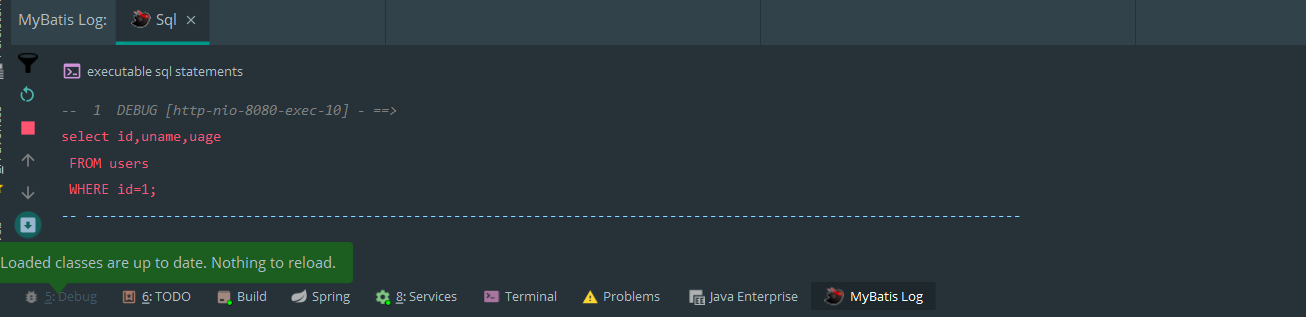 MyBatis Log: Sql ×
executable sql statements
-- 1 DEBUG [http-nio-8080-exec-10] - ==>
select id,uname,uage
FROM users
WHERE id=1;
-- ---------------------------------------------------------------------------------------------------------------------
Loaded classes are up to date. Nothing to reload.
5: Debug 6: TODO Build Spring 8: Services Terminal Problems Java Enterprise MyBatis Log